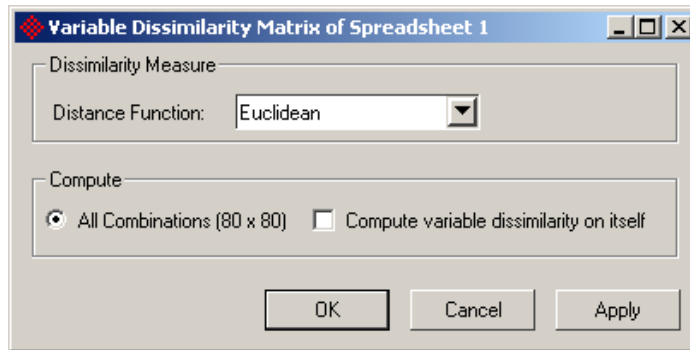 Variable Dissimilarity Matrix of Spreadsheet 1
Dissimilarity Measure
Distance Function: Euclidean
Compute
All Combinations (80 x 80) Compute variable dissimilarity on itself
OK Cancel Apply